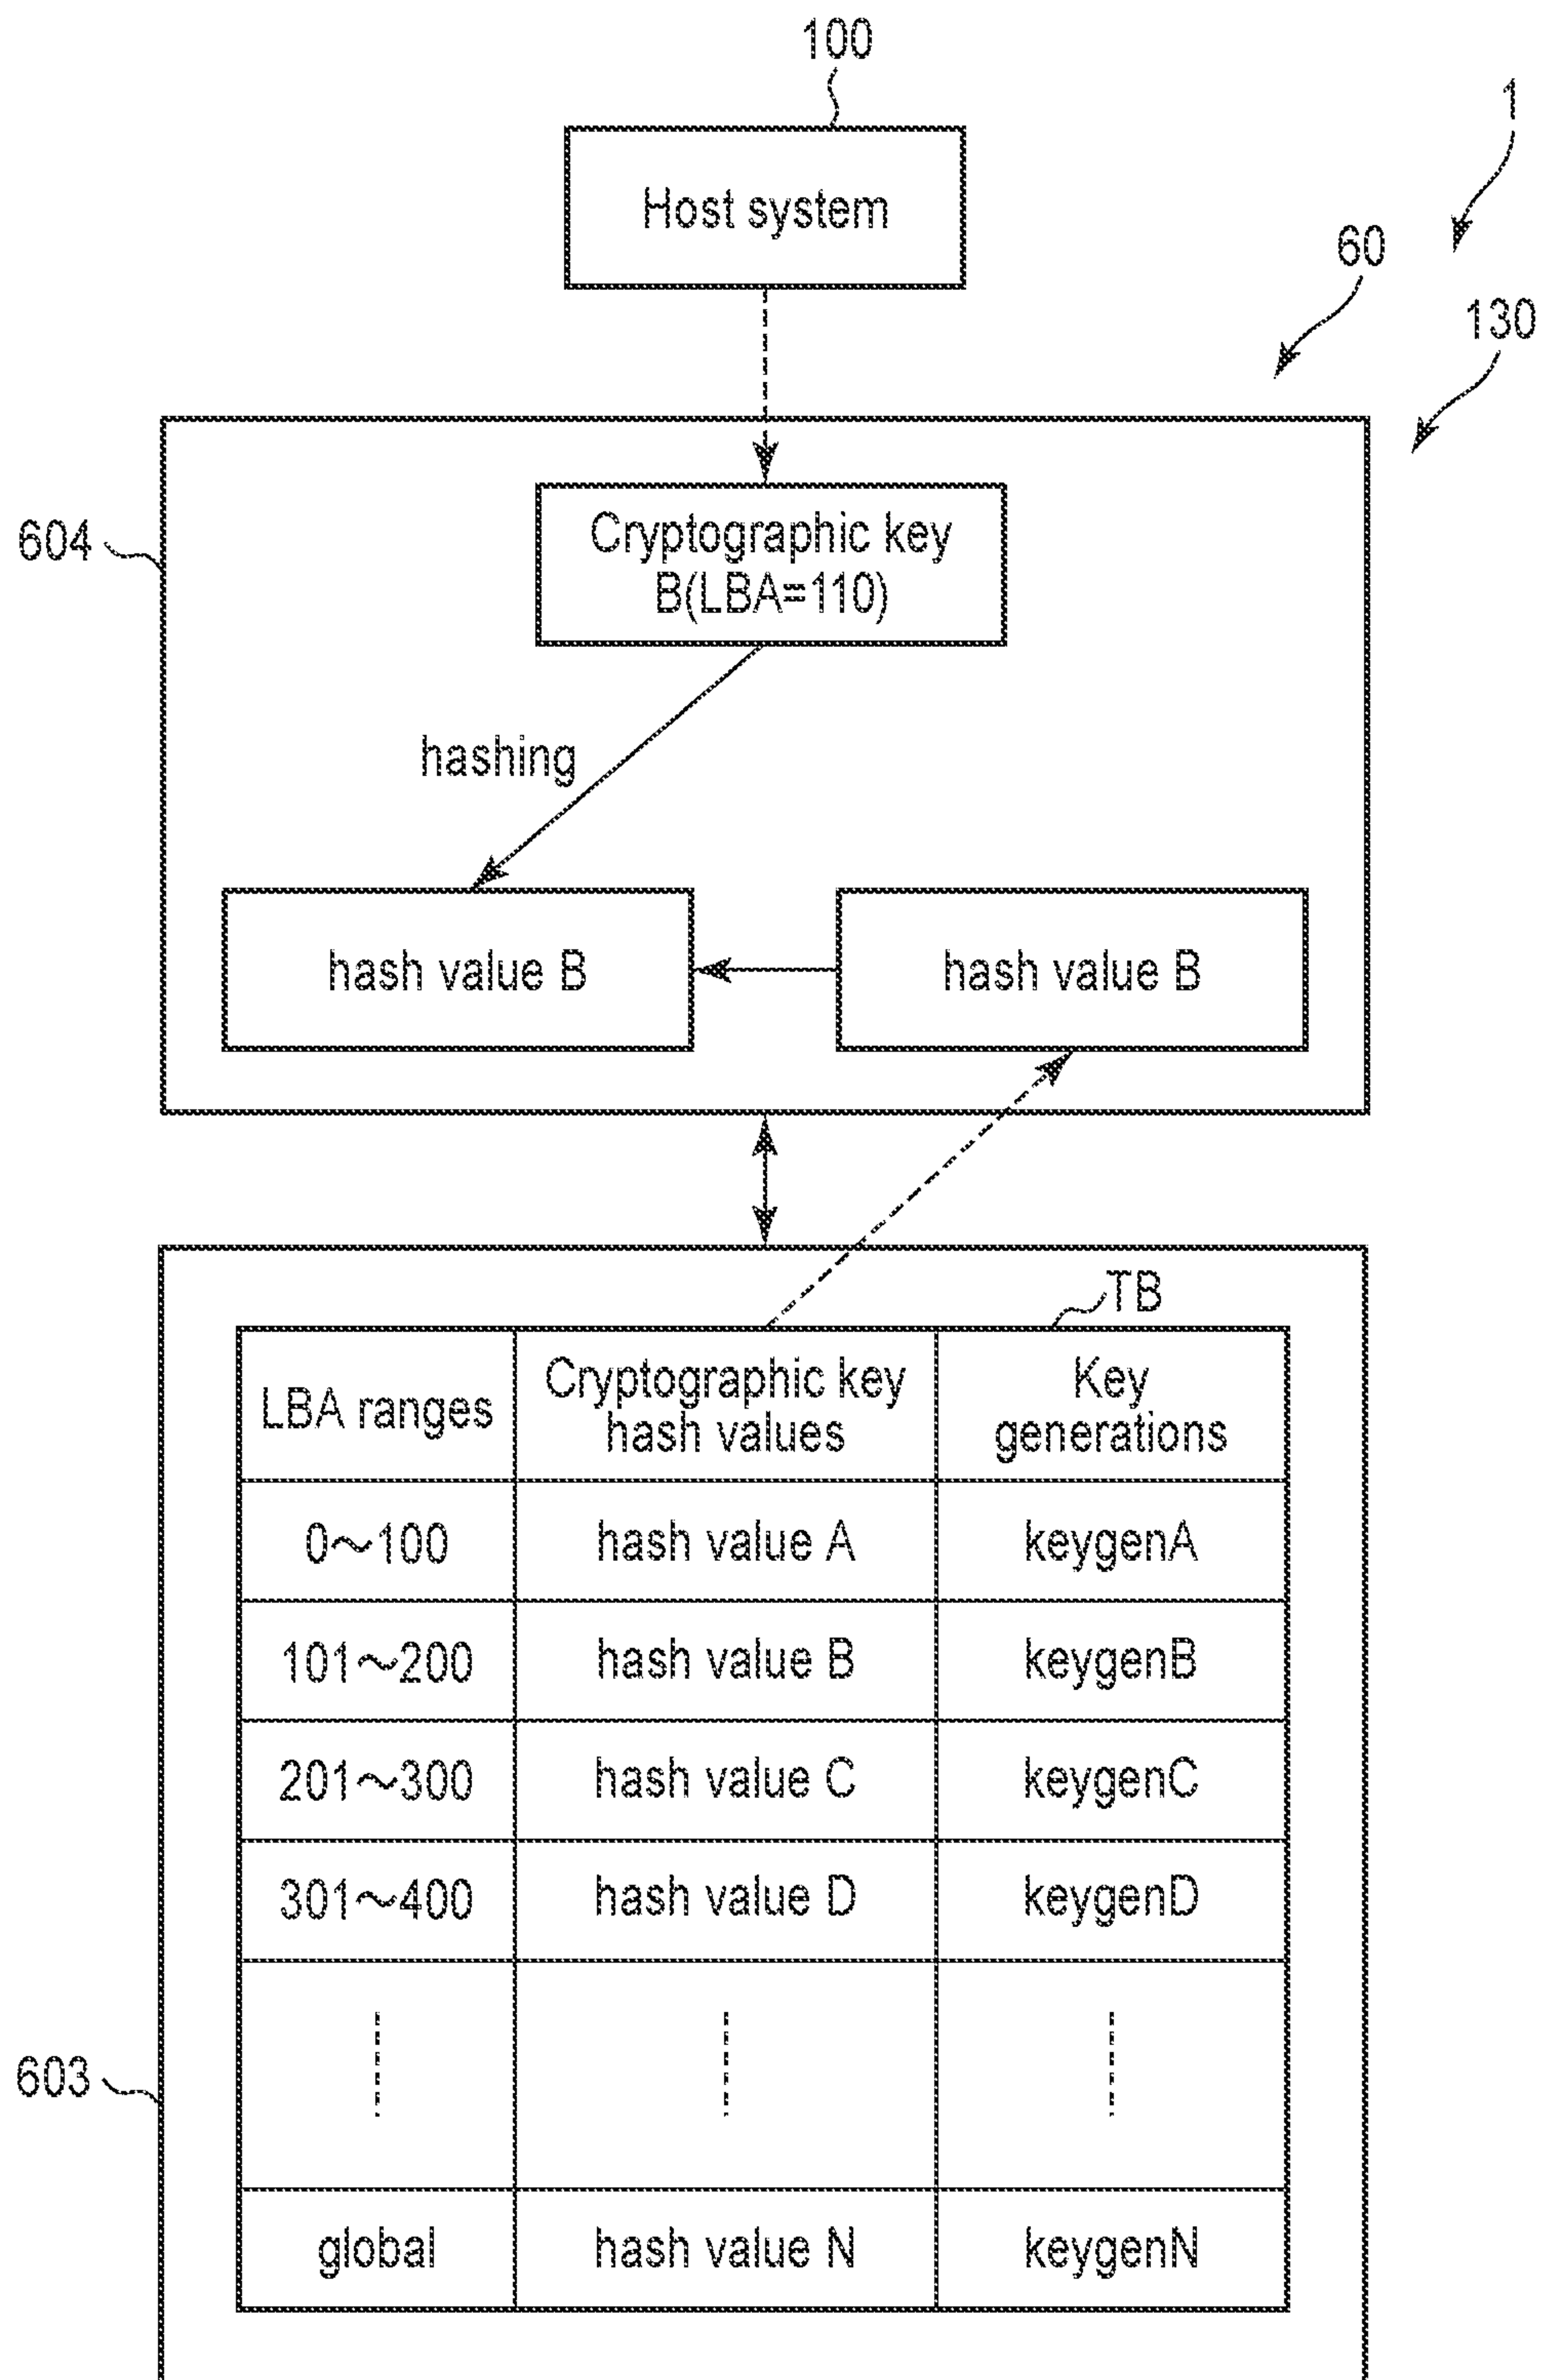 100
1
Host system
60
130
604
Cryptographic key
B(LBA=110)
hashing
hash value B
hash value B
TB
LBA ranges
Cryptographic key
hash values
Key
generations
0~100
hash value A
keygenA
101~200
hash value B
keygenB
201~300
hash value C
keygenC
301~400
hash value D
keygenD
603
global
hash value N
keygenN